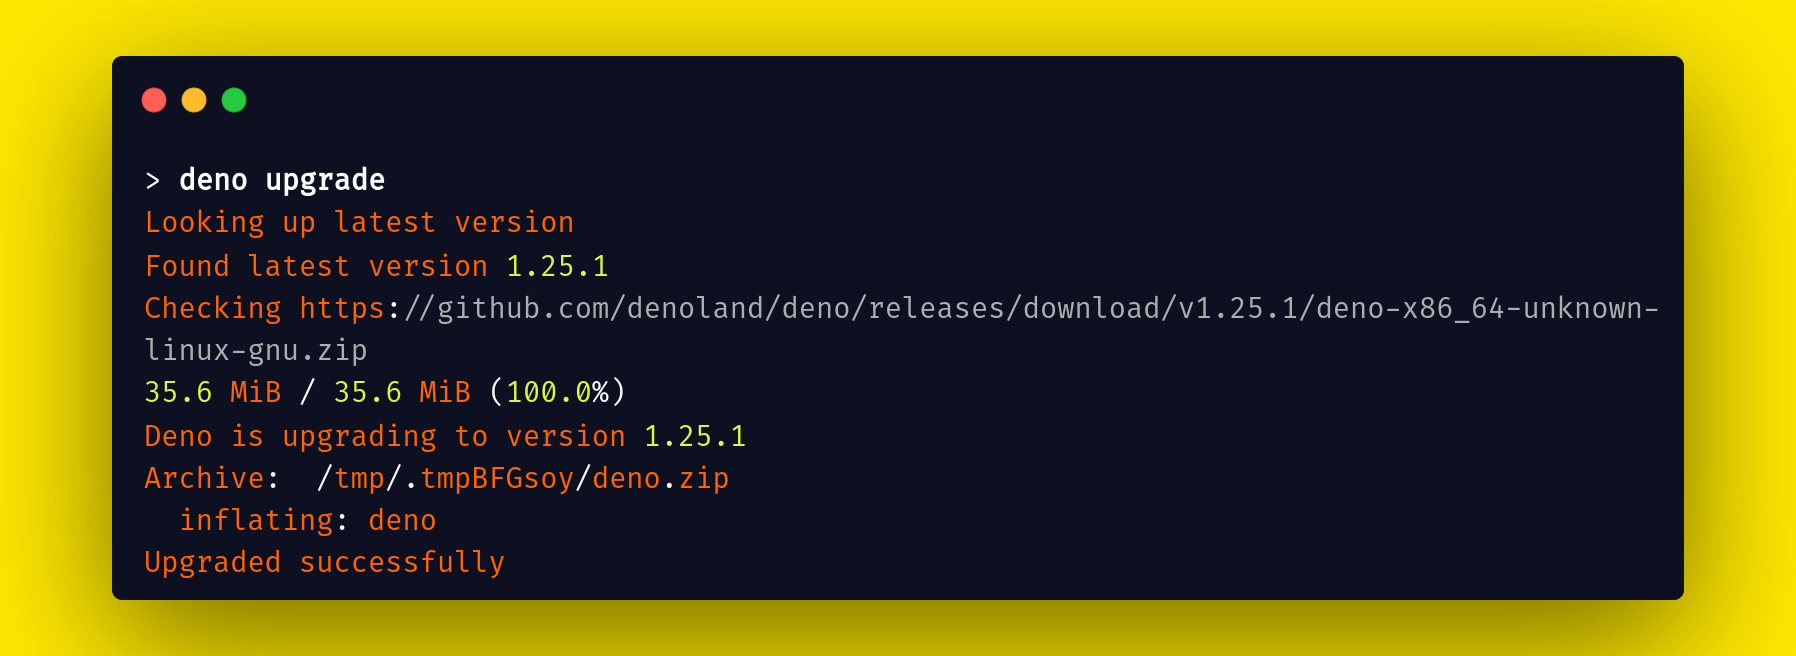 > deno upgrade
Looking up latest version
Found latest version 1.25.1
Checking https://github.com/denoland/deno/releases/download/v1.25.1/deno-x86_64-unknown-
linux-gnu.zip
35.6 MiB / 35.6 MiB (100.0%)
Deno is upgrading to version 1.25.1
Archive:  /tmp/.tmpBFGsoy/deno.zip
  inflating: deno
Upgraded successfully